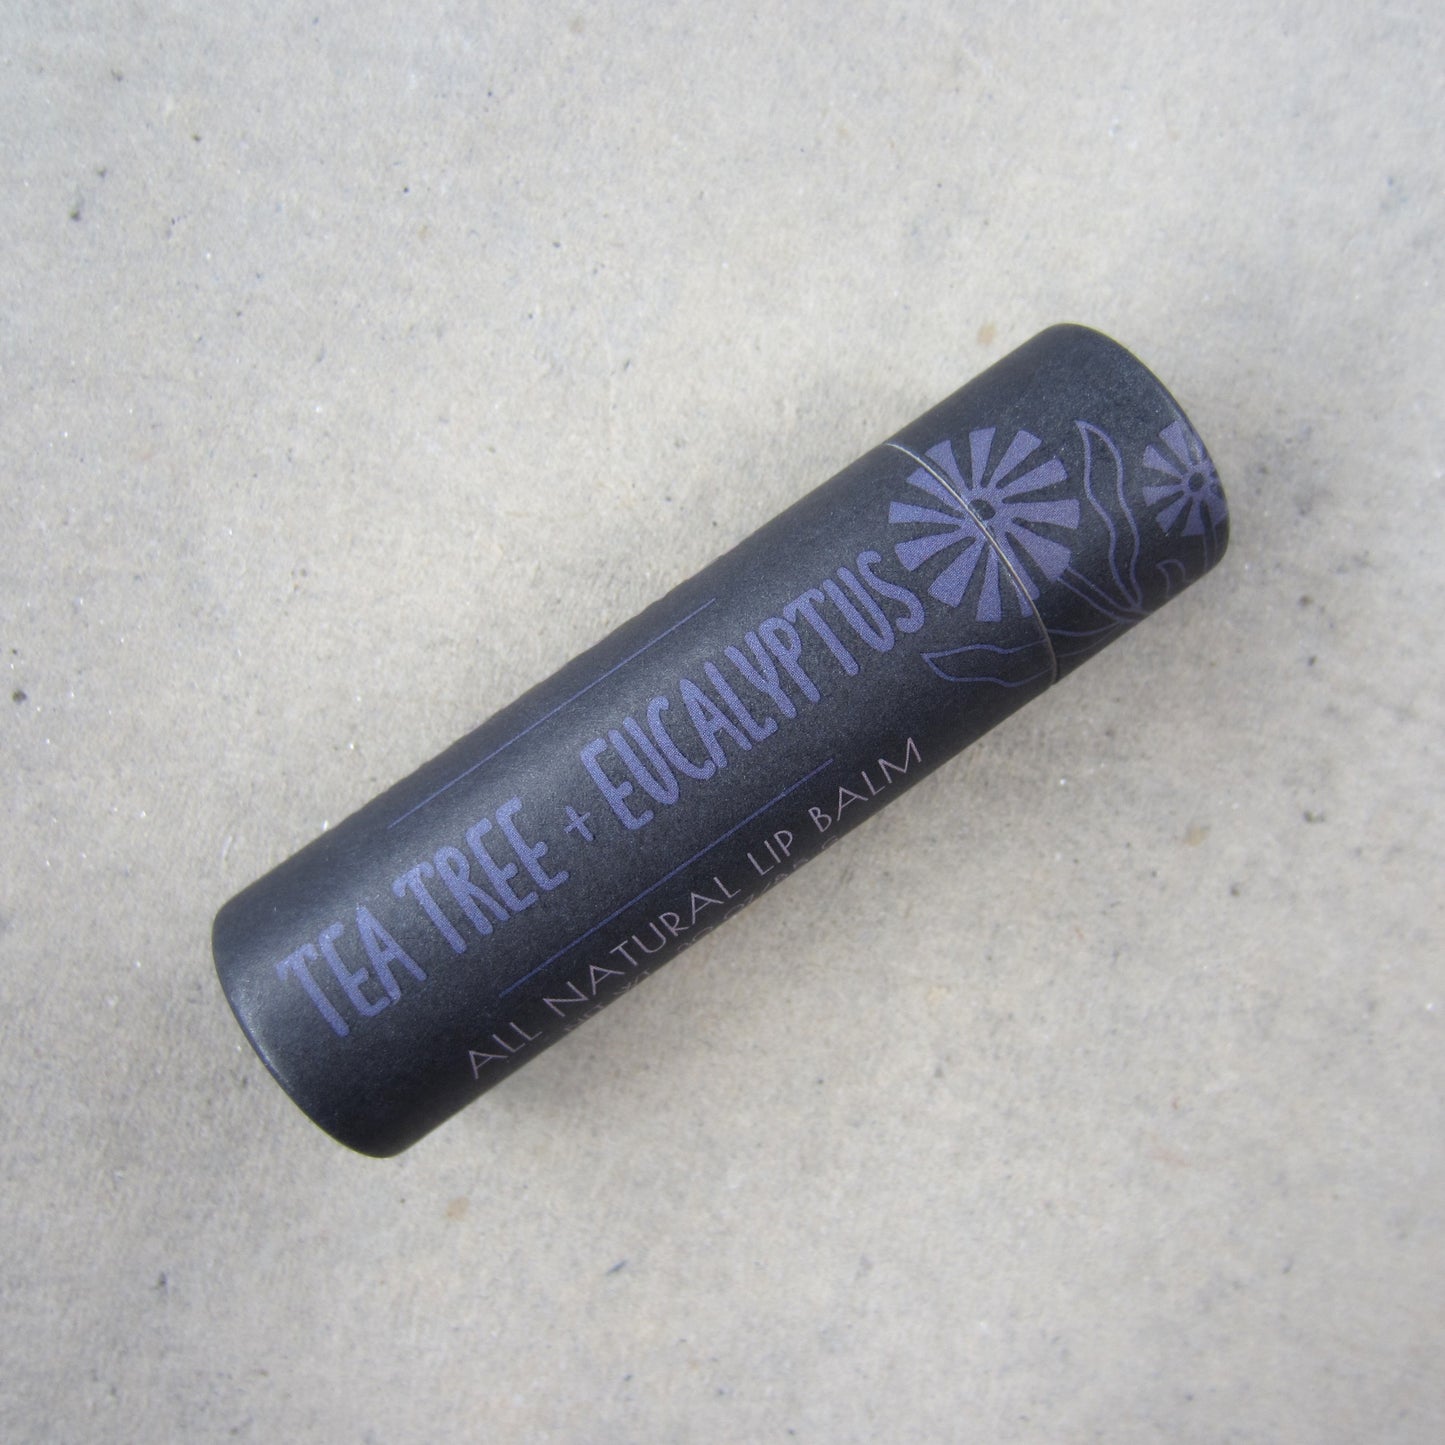 TEA TREE + EUCALYPTUS
ALL NATURAL LIP BALM